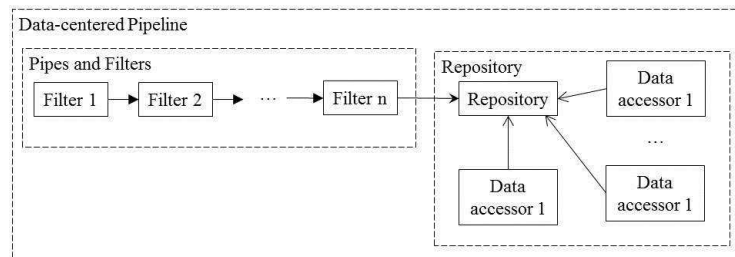 Data-centered Pipeline
Pipes and Filters
Filter 1
Filter 2
...
Filter n
Repository
Repository
Data
accessor 1
...
Data
accessor 1
Data
accessor 1